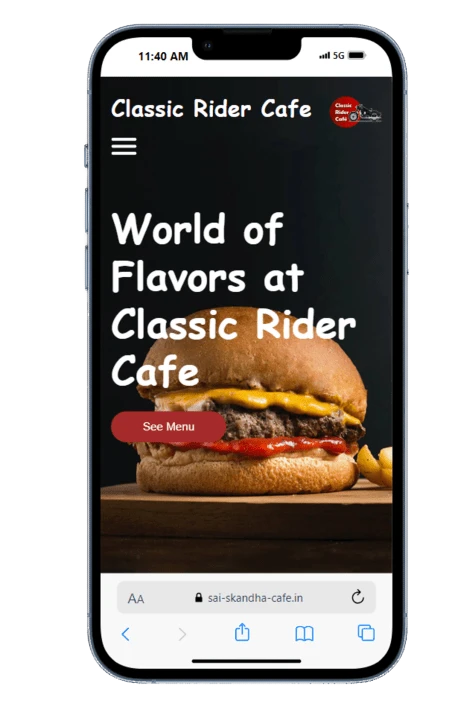 11:40 AM
5G
Classic Rider Cafe
Classic
Rider
Café
World of
Flavors at
Classic Rider
Cafe
See Menu
AA
sai-skandha-cafe.in